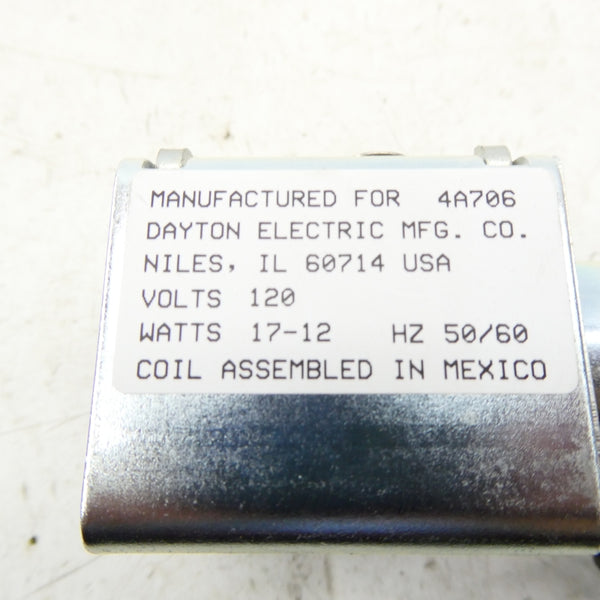 MANUFACTURED FOR 4A706
DAYTON ELECTRIC MFG. CO.
NILES, IL 60714 USA
VOLTS 120
WATTS 17-12 HZ 50/60
COIL ASSEMBLED IN MEXICO